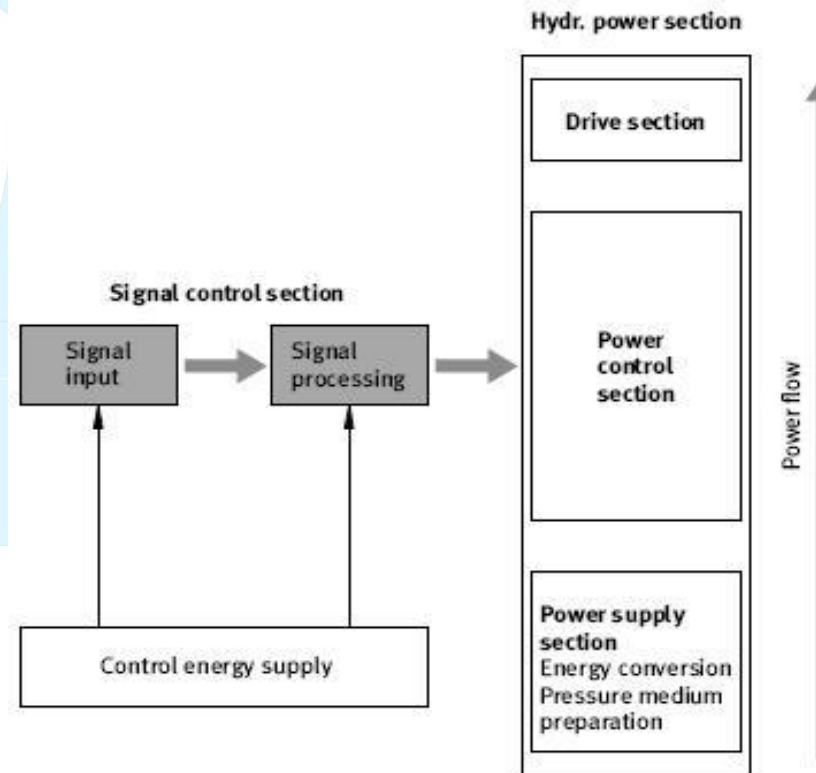 Hydr. power section
Drive section
Signal control section
Signal
input
Signal
processing
Power
control
section
Power flow
Control energy supply
Power supply
section
Energy conversion
Pressure medium
preparation